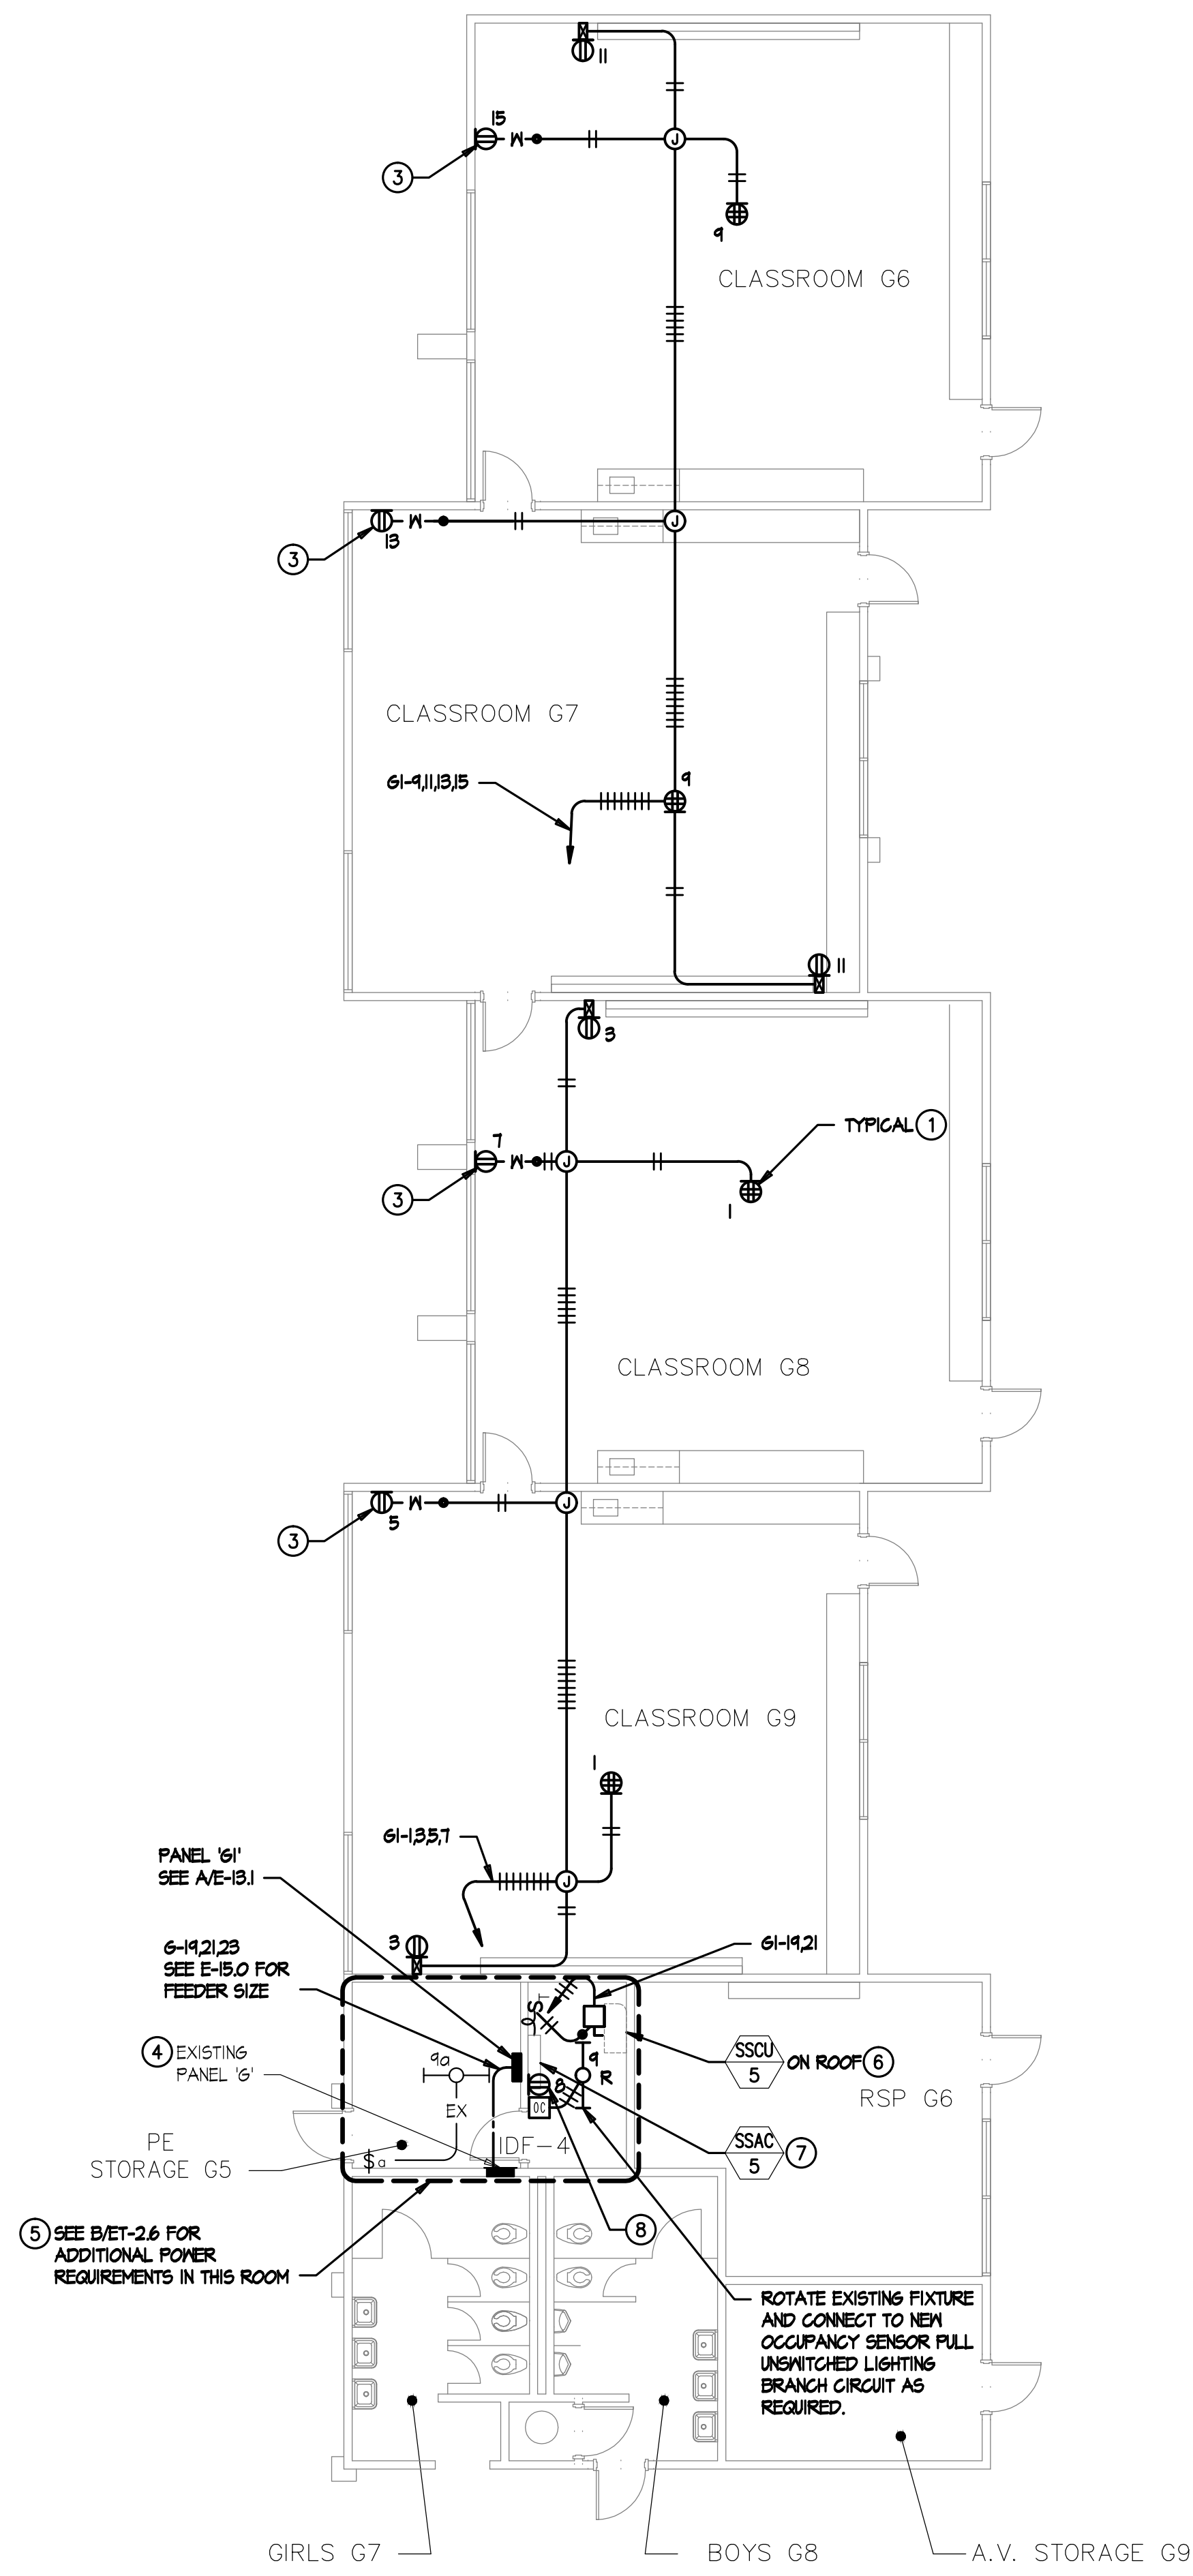 11
15
W
J
3
9
CLASSROOM G6
W
J
13
3
CLASSROOM G7
9
G1-9,11,13,15
11
3
TYPICAL 1
7
W
J
3
1
CLASSROOM G8
W
J
5
3
CLASSROOM G9
1
G1-1,3,5,7
J
PANEL 'G1'
SEE A/E-13.1
3
G1-19,21
G-19,21,23
SEE E-15.0 FOR
FEEDER SIZE
4 EXISTING
PANEL 'G'
9a
EX
$a
9
R
8
OC
IDF-4
SSCU
5
ON ROOF 6
RSP G6
SSAC
5
7
PE
STORAGE G5
8
5 SEE B/ET-2.6 FOR
ADDITIONAL POWER
REQUIREMENTS IN THIS ROOM
ROTATE EXISTING FIXTURE
AND CONNECT TO NEW
OCCUPANCY SENSOR PULL
UNSWITCHED LIGHTING
BRANCH CIRCUIT AS
REQUIRED.
GIRLS G7
BOYS G8
A.V. STORAGE G9